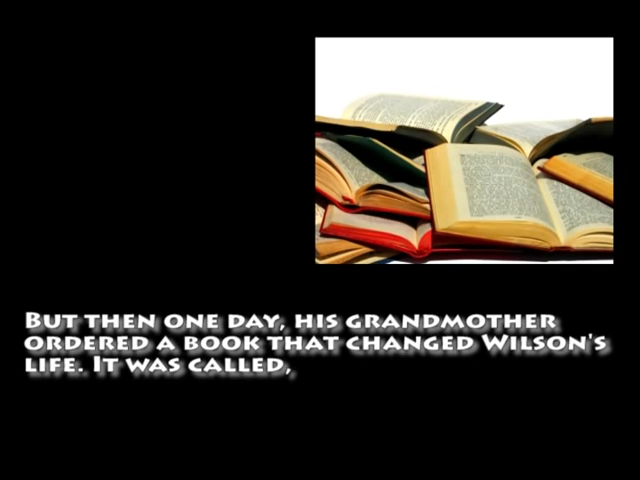 But then one day, his grandmother
ordered a book that changed Wilson's
life. It was called,